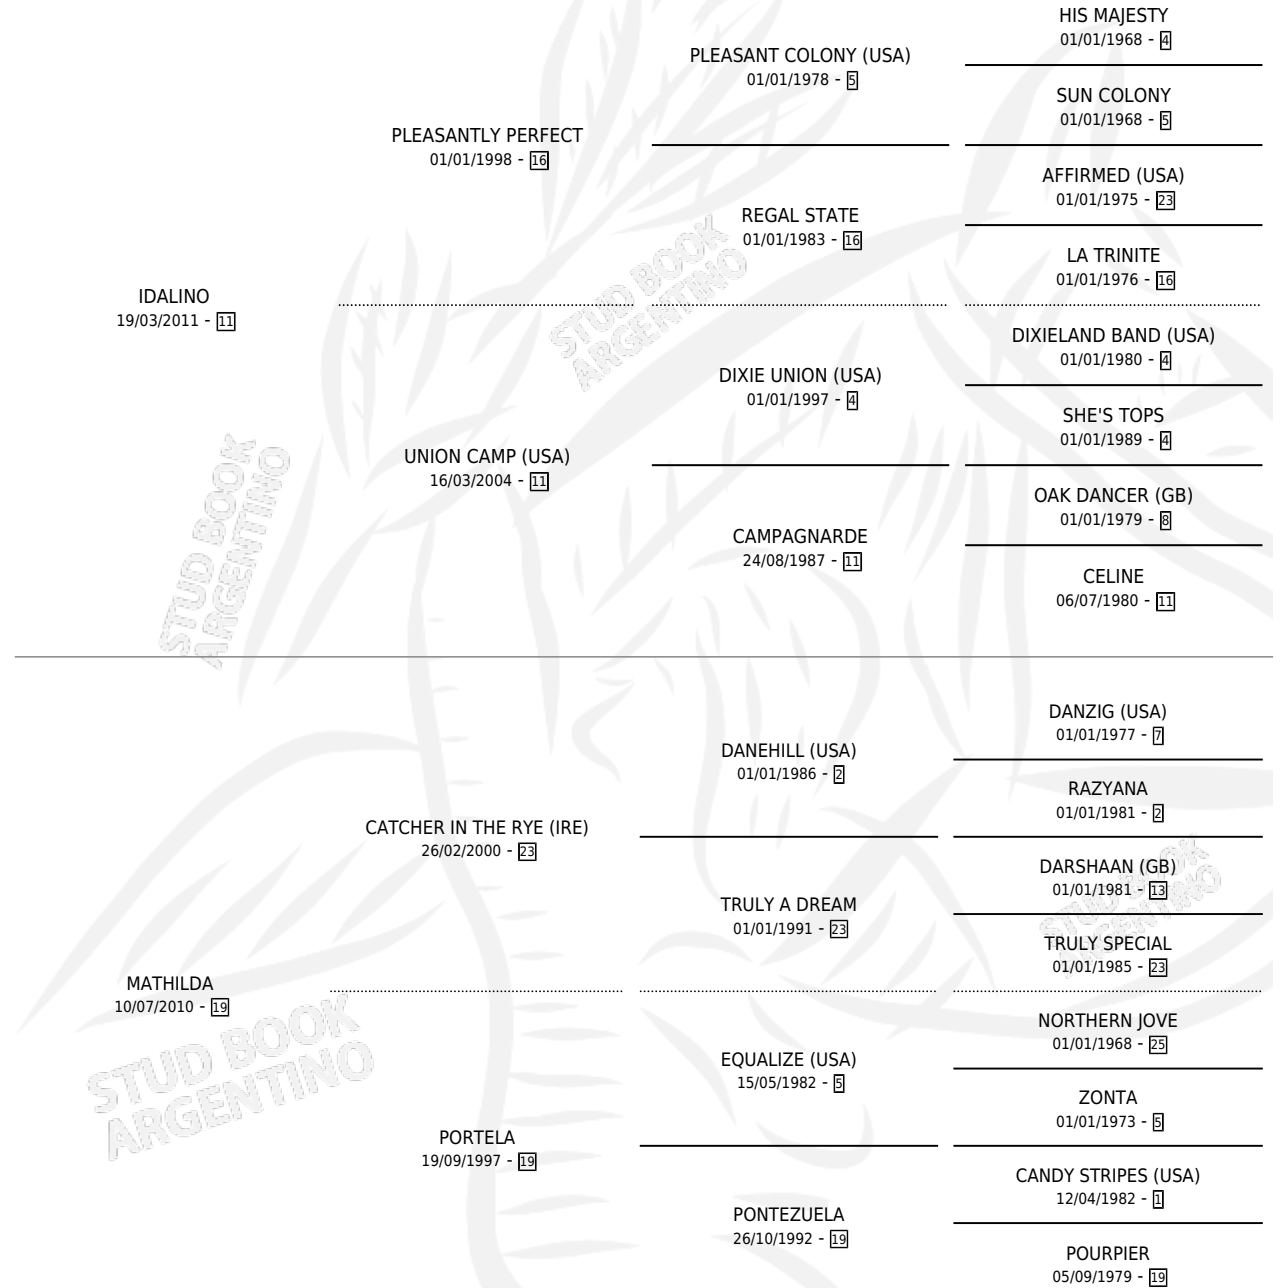 HIS MAJESTY
01/01/1968 - 4
PLEASANT COLONY (USA)
01/01/1978 - 5
SUN COLONY
01/01/1968 - 5
PLEASANTLY PERFECT
01/01/1998 - 16
AFFIRMED (USA)
01/01/1975 - 23
REGAL STATE
01/01/1983 - 16
LA TRINITE
01/01/1976 - 16
IDALINO
19/03/2011 - 11
STUD BOOK
ARGENTINO
DIXIELAND BAND (USA)
01/01/1980 - 4
DIXIE UNION (USA)
01/01/1997 - 4
SHE'S TOPS
01/01/1989 - 4
UNION CAMP (USA)
16/03/2004 - 11
OAK DANCER (GB)
01/01/1979 - 8
CAMPAGNARDE
24/08/1987 - 11
CELINE
06/07/1980 - 11
STUD BOOK
ARGENTINO
DANZIG (USA)
01/01/1977 - 7
DANEHILL (USA)
01/01/1986 - 2
RAZYANA
01/01/1981 - 2
CATCHER IN THE RYE (IRE)
26/02/2000 - 23
DARSHAAN (GB)
01/01/1981 - 13
TRULY A DREAM
01/01/1991 - 23
STUD BOOK
ARGENTINO
TRULY SPECIAL
01/01/1985 - 23
MATHILDA
10/07/2010 - 19
NORTHERN JOVE
01/01/1968 - 25
EQUALIZE (USA)
15/05/1982 - 5
STUD BOOK
ARGENTINO
ZONTA
01/01/1973 - 5
PORTELA
19/09/1997 - 19
CANDY STRIPES (USA)
12/04/1982 - 1
PONTEZUELA
26/10/1992 - 19
POURPIER
05/09/1979 - 19